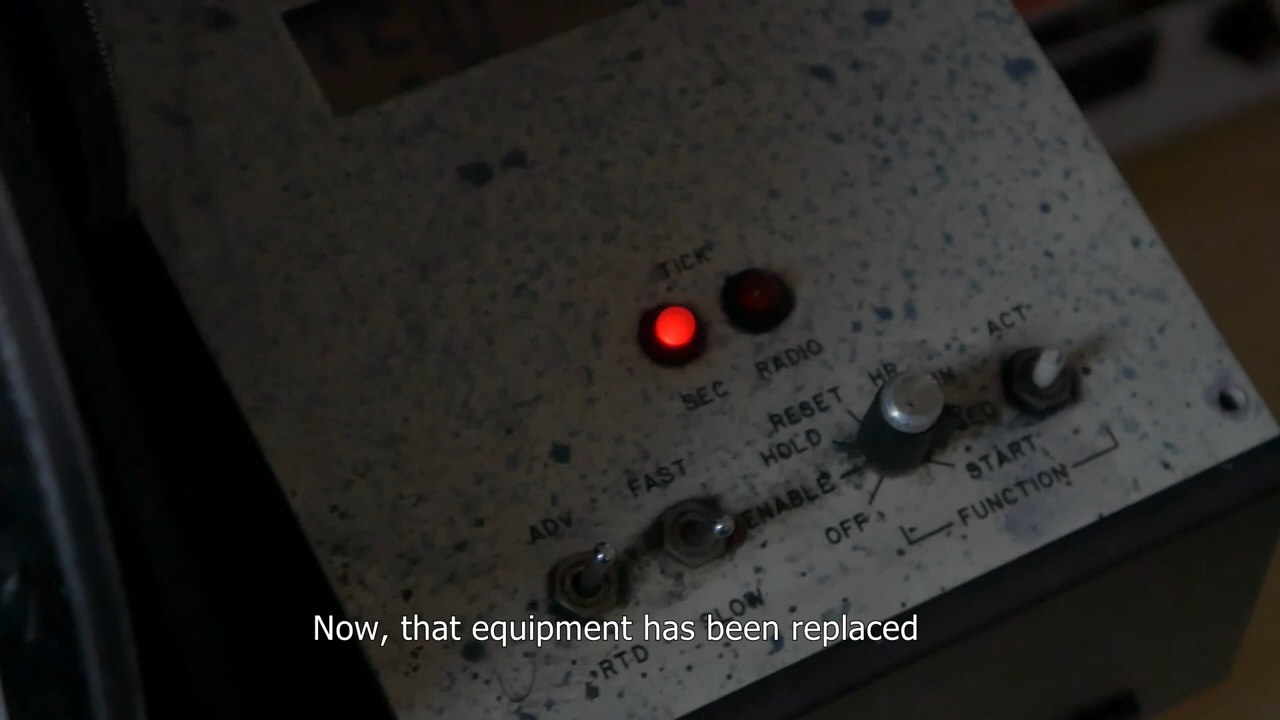 TICK
SEC
RADIO
ACT
RESET
HR
HOLD
START
ENABLE
OFF
FUNCTION
FAST
ADV
SLOW
RTD
Now, that equipment has been replaced